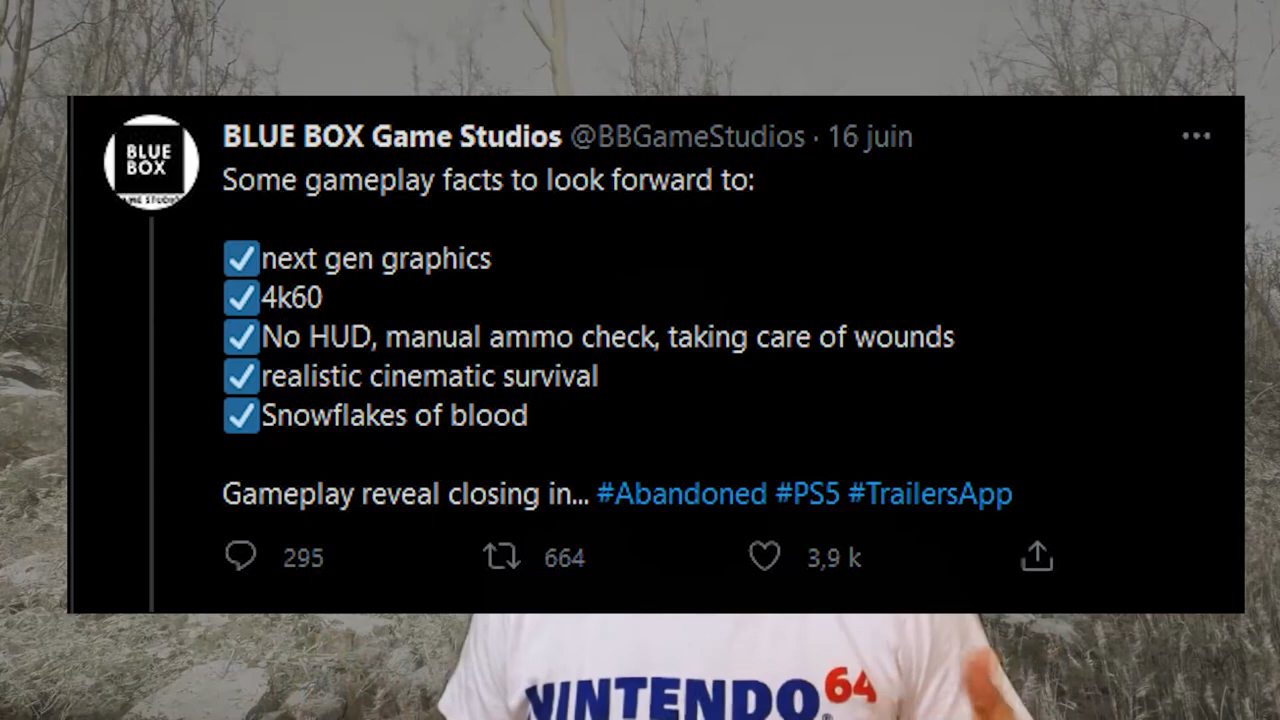 BLUE BOX Game Studios @BBGameStudios · 16 juin
BLUE
BOX
Some gameplay facts to look forward to:
☑next gen graphics
☑4k60
☑No HUD, manual ammo check, taking care of wounds
☑realistic cinematic survival
☑Snowflakes of blood
Gameplay reveal closing in... #Abandoned #PS5 #TrailersApp
295 664 3,9 k
NINTENDO 64